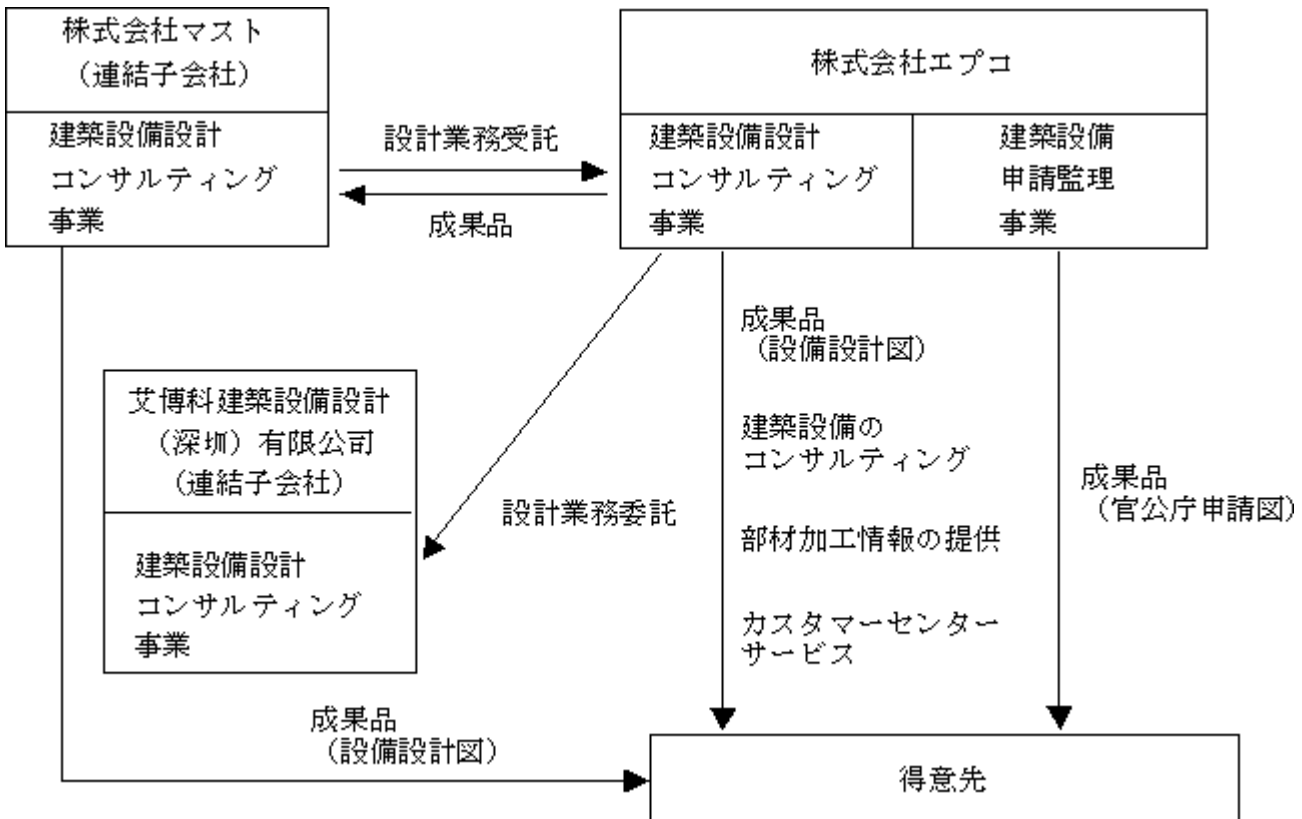 株式会社マスト
（連結子会社）
建築設備設計
コンサルティング
事業
設計業務受託
成果品
株式会社エプコ
建築設備設計
コンサルティング
事業
建築設備
申請監理
事業
艾博科建築設備設計
（深圳）有限公司
（連結子会社）
建築設備設計
コンサルティング
事業
設計業務委託
成果品
（設備設計図）
建築設備の
コンサルティング
部材加工情報の提供
カスタマーセンター
サービス
成果品
（官公庁申請図）
成果品
（設備設計図）
得意先